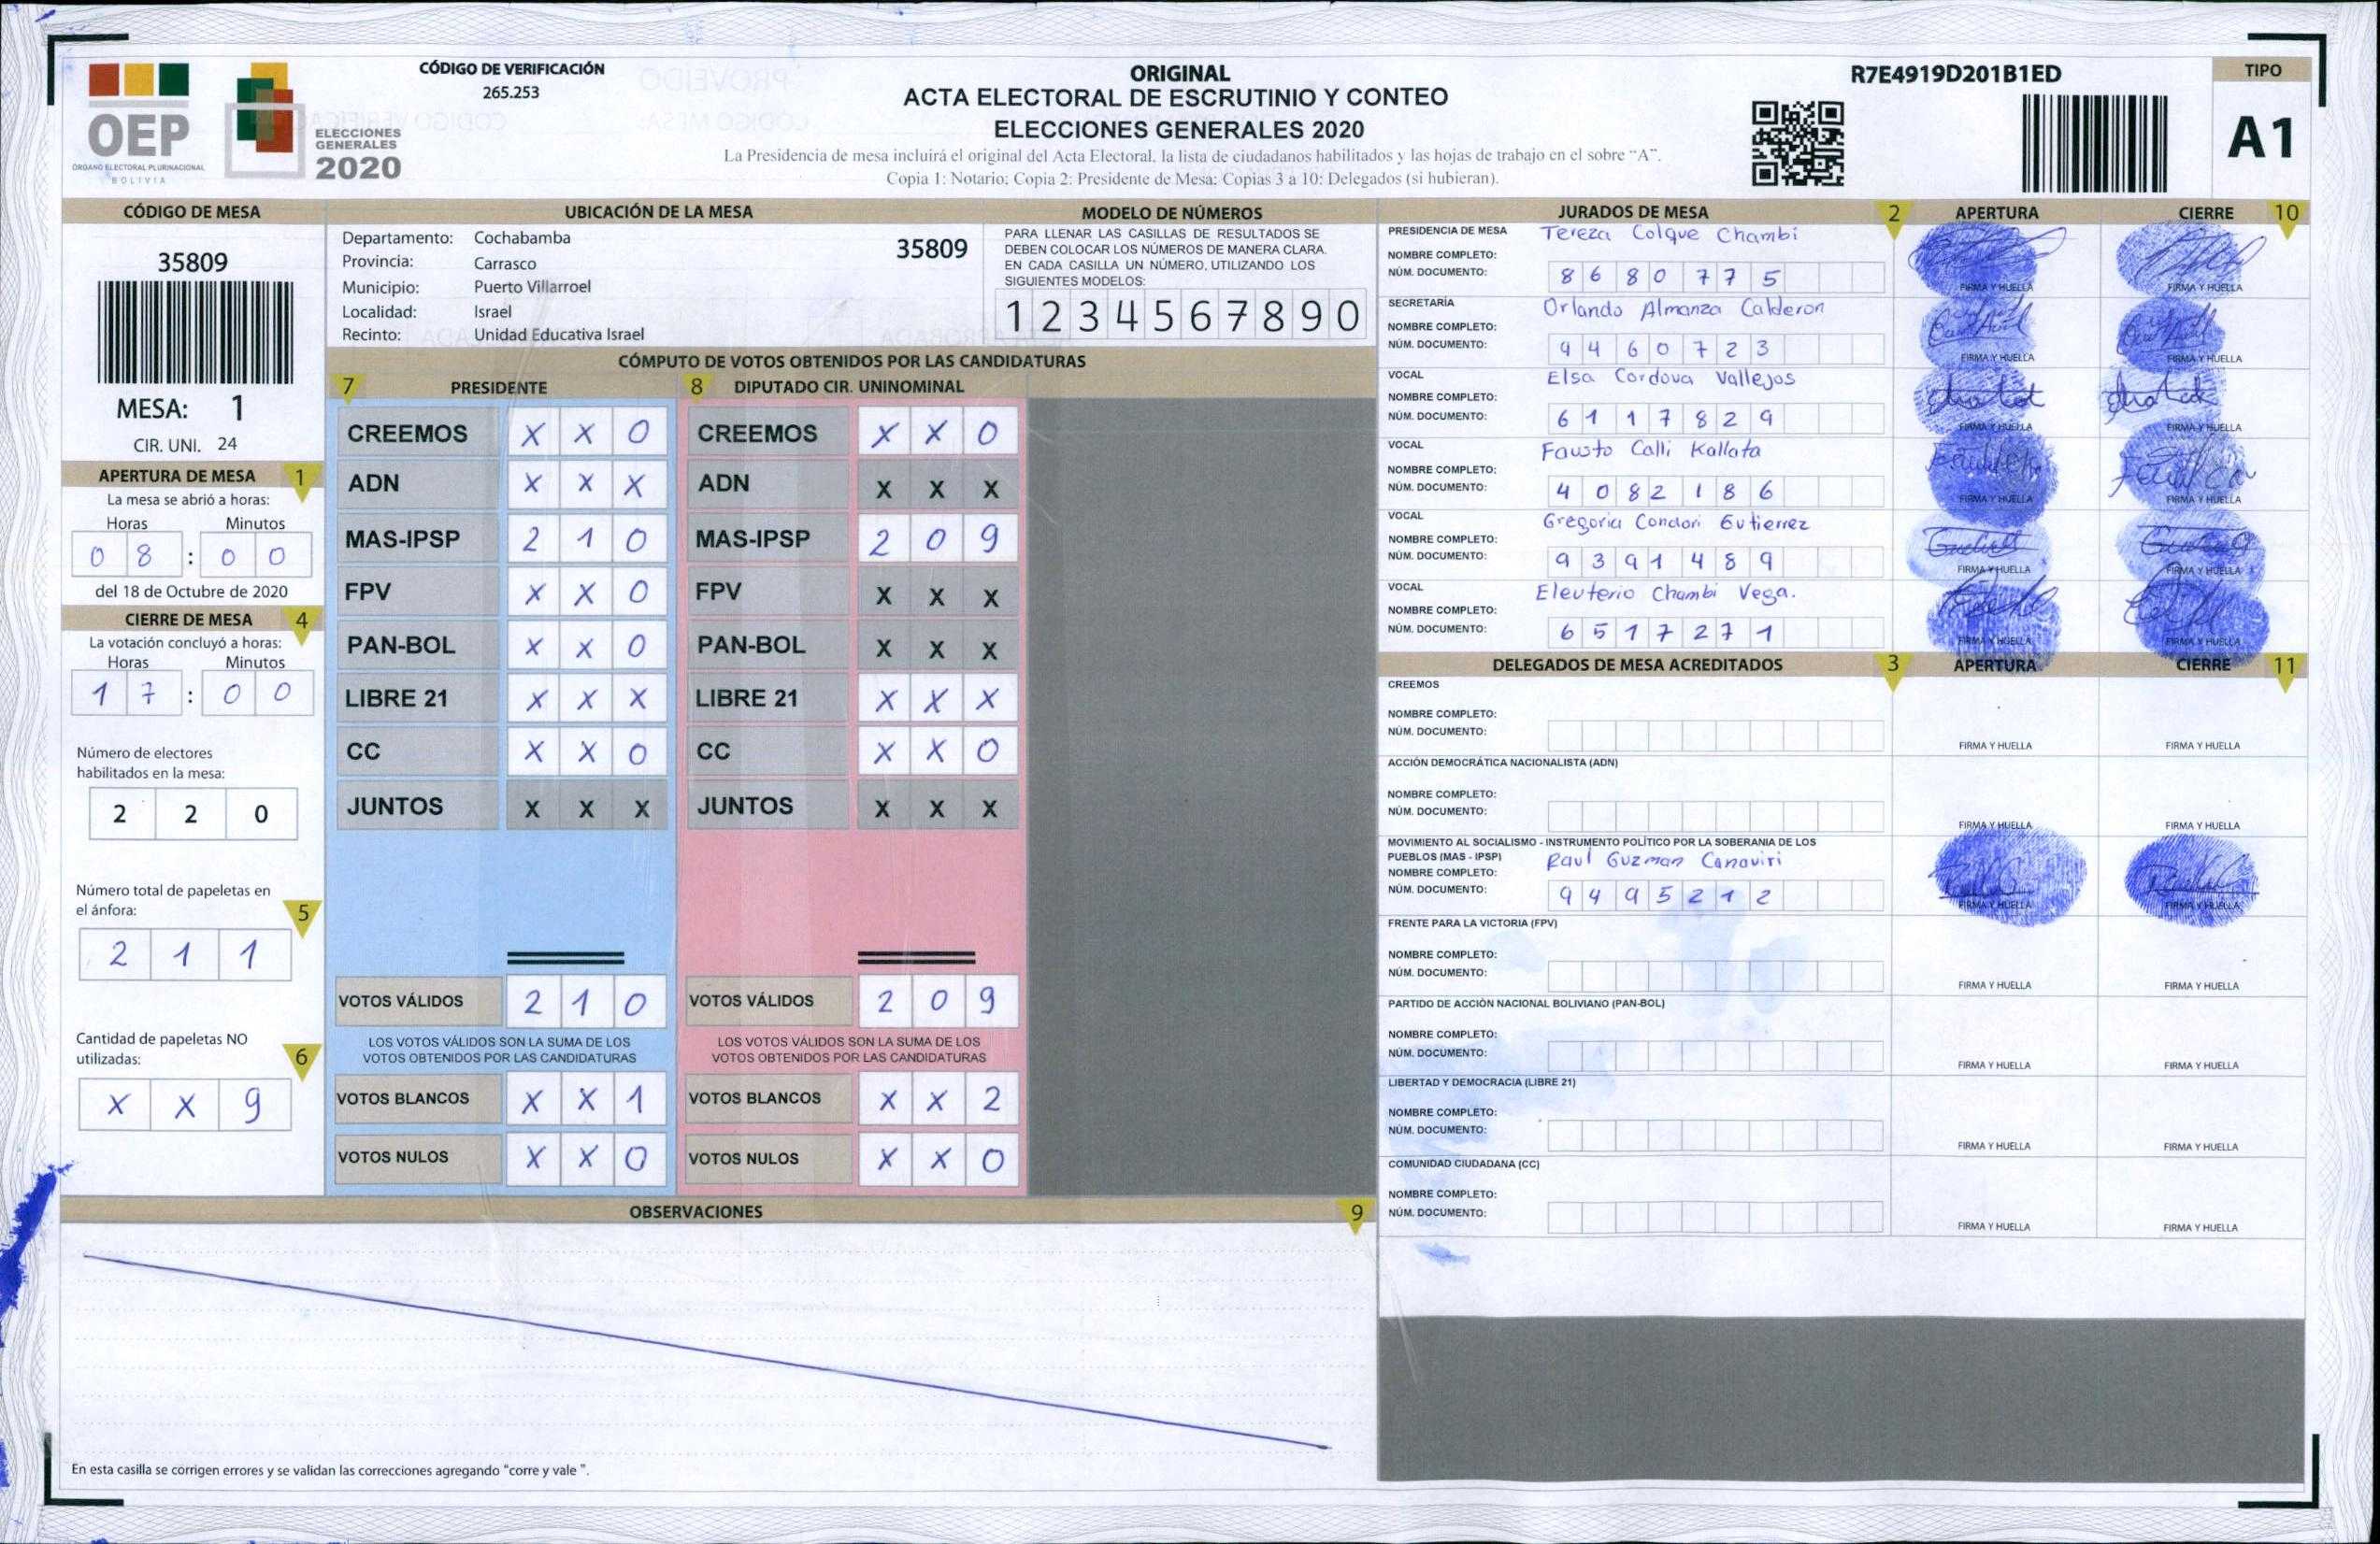 CÓDIGO DE VERIFICACIÓN
265.253
OEP
ÓRGANO ELECTORAL PLURINACIONAL
BOLIVIA
ELECCIONES
GENERALES
2020
ORIGINAL
ACTA ELECTORAL DE ESCRUTINIO Y CONTEO
ELECCIONES GENERALES 2020
La Presidencia de mesa incluirá el original del Acta Electoral, la lista de ciudadanos habilitados y las hojas de trabajo en el sobre “A”.
Copia 1: Notario; Copia 2: Presidente de Mesa; Copias 3 a 10: Delegados (si hubieran).
R7E4919D201B1ED
TIPO
A1
CÓDIGO DE MESA
35809
MESA: 1
CIR. UNI. 24
APERTURA DE MESA 1
La mesa se abrió a horas:
Horas Minutos
0 8 : 0 0
del 18 de Octubre de 2020
CIERRE DE MESA 4
La votación concluyó a horas:
Horas Minutos
1 7 : 0 0
Número de electores
habilitados en la mesa:
2 2 0
Número total de papeletas en
el ánfora: 5
2 1 1
Cantidad de papeletas NO
utilizadas: 6
X X 9
UBICACIÓN DE LA MESA
Departamento: Cochabamba
Provincia: Carrasco
Municipio: Puerto Villarroel
Localidad: Israel
Recinto: Unidad Educativa Israel
35809
MODELO DE NÚMEROS
PARA LLENAR LAS CASILLAS DE RESULTADOS SE
DEBEN COLOCAR LOS NÚMEROS DE MANERA CLARA.
EN CADA CASILLA UN NÚMERO, UTILIZANDO LOS
SIGUIENTES MODELOS:
1 2 3 4 5 6 7 8 9 0
CÓMPUTO DE VOTOS OBTENIDOS POR LAS CANDIDATURAS
7 PRESIDENTE
CREEMOS X X 0
ADN X X X
MAS-IPSP 2 1 0
FPV X X 0
PAN-BOL X X 0
LIBRE 21 X X X
CC X X 0
JUNTOS X X X
VOTOS VÁLIDOS 2 1 0
LOS VOTOS VÁLIDOS SON LA SUMA DE LOS
VOTOS OBTENIDOS POR LAS CANDIDATURAS
VOTOS BLANCOS X X 1
VOTOS NULOS X X 0
8 DIPUTADO CIR. UNINOMINAL
CREEMOS X X 0
ADN X X X
MAS-IPSP 2 0 9
FPV X X X
PAN-BOL X X X
LIBRE 21 X X X
CC X X 0
JUNTOS X X X
VOTOS VÁLIDOS 2 0 9
LOS VOTOS VÁLIDOS SON LA SUMA DE LOS
VOTOS OBTENIDOS POR LAS CANDIDATURAS
VOTOS BLANCOS X X 2
VOTOS NULOS X X 0
OBSERVACIONES 9
En esta casilla se corrigen errores y se validan las correcciones agregando “corre y vale ”.
JURADOS DE MESA 2 APERTURA CIERRE 10
PRESIDENCIA DE MESA Tereza Colque Chambi
NOMBRE COMPLETO:
NÚM. DOCUMENTO: 8 6 8 0 7 7 5
FIRMA Y HUELLA FIRMA Y HUELLA
SECRETARÍA Orlando Almanza Calderon
NOMBRE COMPLETO:
NÚM. DOCUMENTO: 9 4 6 0 7 2 3
FIRMA Y HUELLA FIRMA Y HUELLA
VOCAL Elsa Cordova Vallejos
NOMBRE COMPLETO:
NÚM. DOCUMENTO: 6 1 1 7 8 2 9
FIRMA Y HUELLA FIRMA Y HUELLA
VOCAL Fausto Calli Kallata
NOMBRE COMPLETO:
NÚM. DOCUMENTO: 4 0 8 2 1 8 6
FIRMA Y HUELLA FIRMA Y HUELLA
VOCAL Gregoria Condori Gutierrez
NOMBRE COMPLETO:
NÚM. DOCUMENTO: 9 3 9 1 4 8 9
FIRMA Y HUELLA FIRMA Y HUELLA
VOCAL Eleuterio Chambi Vega.
NOMBRE COMPLETO:
NÚM. DOCUMENTO: 6 5 1 7 2 7 1
FIRMA Y HUELLA FIRMA Y HUELLA
DELEGADOS DE MESA ACREDITADOS 3 APERTURA CIERRE 11
CREEMOS
NOMBRE COMPLETO:
NÚM. DOCUMENTO:
FIRMA Y HUELLA FIRMA Y HUELLA
ACCIÓN DEMOCRÁTICA NACIONALISTA (ADN)
NOMBRE COMPLETO:
NÚM. DOCUMENTO:
FIRMA Y HUELLA FIRMA Y HUELLA
MOVIMIENTO AL SOCIALISMO - INSTRUMENTO POLÍTICO POR LA SOBERANIA DE LOS
PUEBLOS (MAS - IPSP) Raul Guzman Canaviri
NOMBRE COMPLETO:
NÚM. DOCUMENTO: 9 4 9 5 2 1 2
FIRMA Y HUELLA FIRMA Y HUELLA
FRENTE PARA LA VICTORIA (FPV)
NOMBRE COMPLETO:
NÚM. DOCUMENTO:
FIRMA Y HUELLA FIRMA Y HUELLA
PARTIDO DE ACCIÓN NACIONAL BOLIVIANO (PAN-BOL)
NOMBRE COMPLETO:
NÚM. DOCUMENTO:
FIRMA Y HUELLA FIRMA Y HUELLA
LIBERTAD Y DEMOCRACIA (LIBRE 21)
NOMBRE COMPLETO:
NÚM. DOCUMENTO:
FIRMA Y HUELLA FIRMA Y HUELLA
COMUNIDAD CIUDADANA (CC)
NOMBRE COMPLETO:
NÚM. DOCUMENTO:
FIRMA Y HUELLA FIRMA Y HUELLA